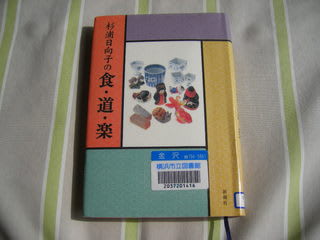 杉浦日向子の
食・道・楽
金沢
横浜市立図書館
2037201416
新潮社